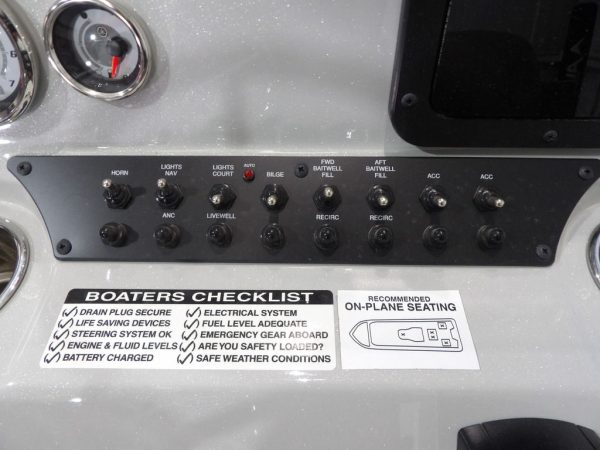 HORN
LIGHTS
NAV
LIGHTS
COURT
AUTO
BILGE
FWD
BAITWELL
FILL
AFT
BAITWELL
FILL
ACC
ACC
ANC
LIVEWELL
RECIRC
RECIRC
BOATERS CHECKLIST
DRAIN PLUG SECURE
LIFE SAVING DEVICES
STEERING SYSTEM OK
ENGINE & FLUID LEVELS
BATTERY CHARGED
ELECTRICAL SYSTEM
FUEL LEVEL ADEQUATE
EMERGENCY GEAR ABOARD
ARE YOU SAFETY LOADED?
SAFE WEATHER CONDITIONS
RECOMMENDED
ON-PLANE SEATING